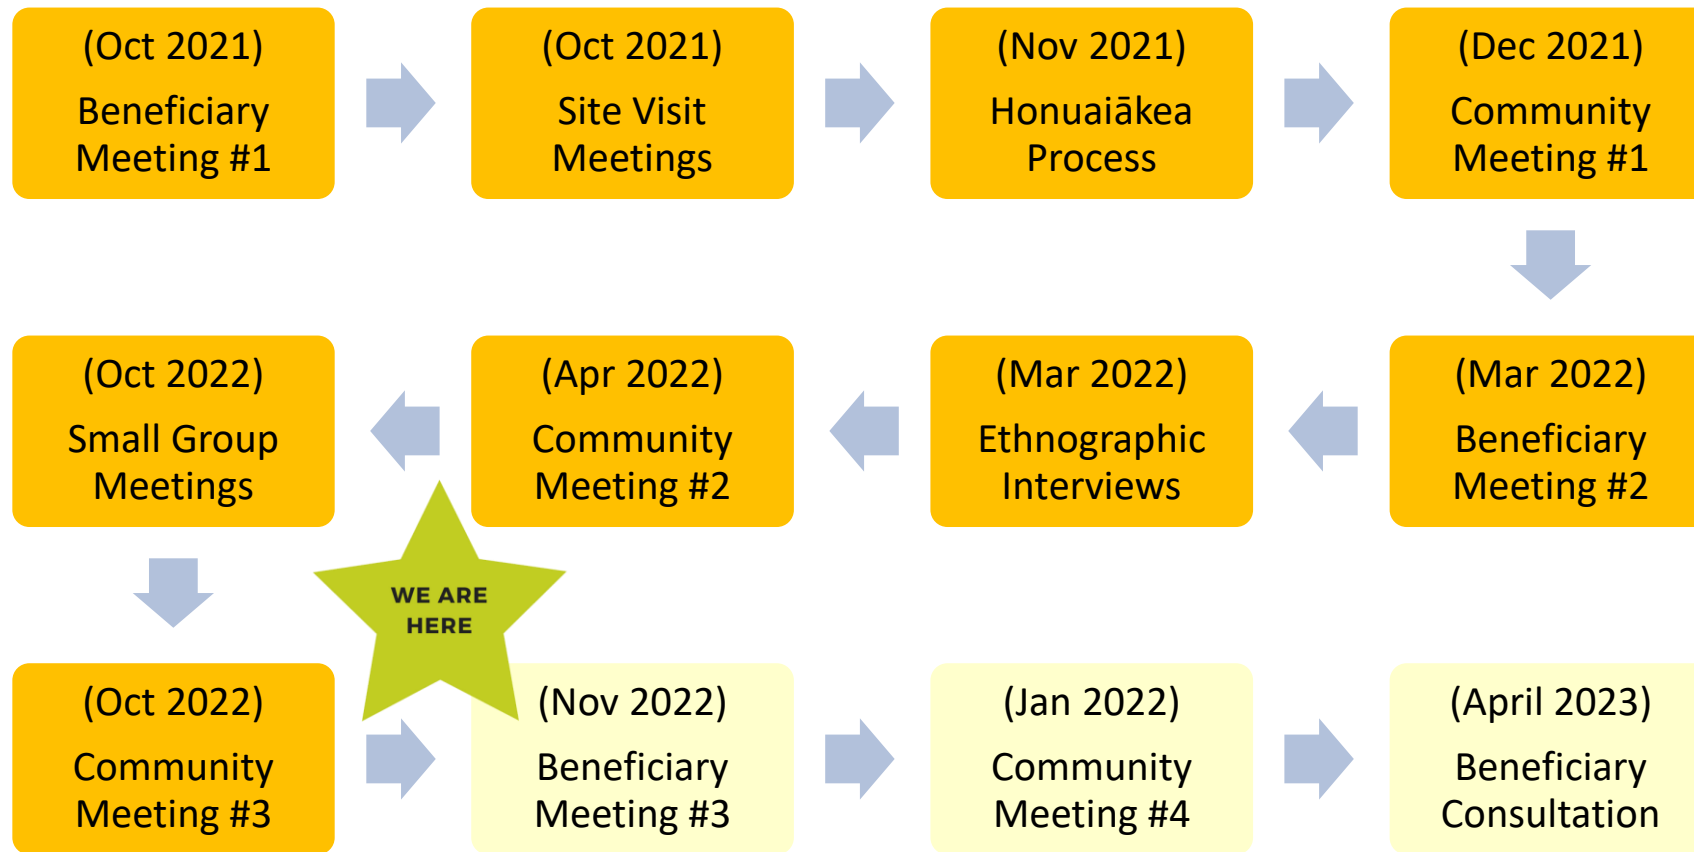 (Oct 2021)
Beneficiary
Meeting #1
(Oct 2021)
Site Visit
Meetings
(Nov 2021)
Honuaiākea
Process
(Dec 2021)
Community
Meeting #1
(Mar 2022)
Beneficiary
Meeting #2
(Mar 2022)
Ethnographic
Interviews
(Apr 2022)
Community
Meeting #2
(Oct 2022)
Small Group
Meetings
WE ARE
HERE
(Oct 2022)
Community
Meeting #3
(Nov 2022)
Beneficiary
Meeting #3
(Jan 2022)
Community
Meeting #4
(April 2023)
Beneficiary
Consultation